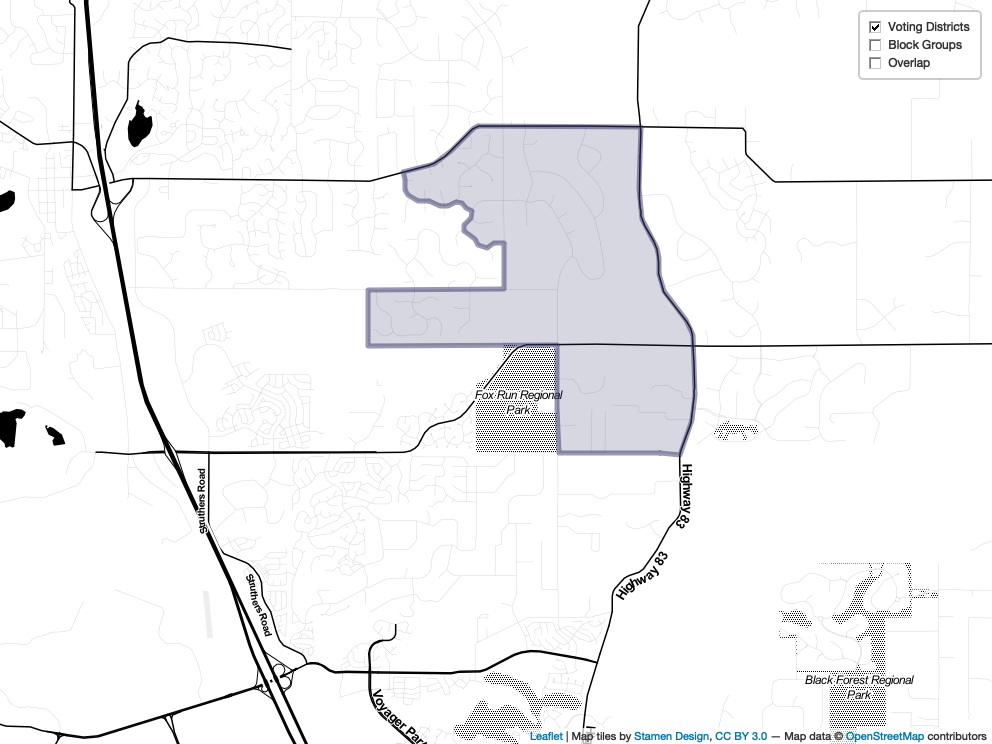 Voting Districts
Block Groups
Overlap
Fox Run Regional
Park
Struthers Road
Highway 83
Highway 83
Struthers Road
Black Forest Regional
Park
Voyager Park
Leaflet | Map tiles by Stamen Design, CC BY 3.0 — Map data © OpenStreetMap contributors